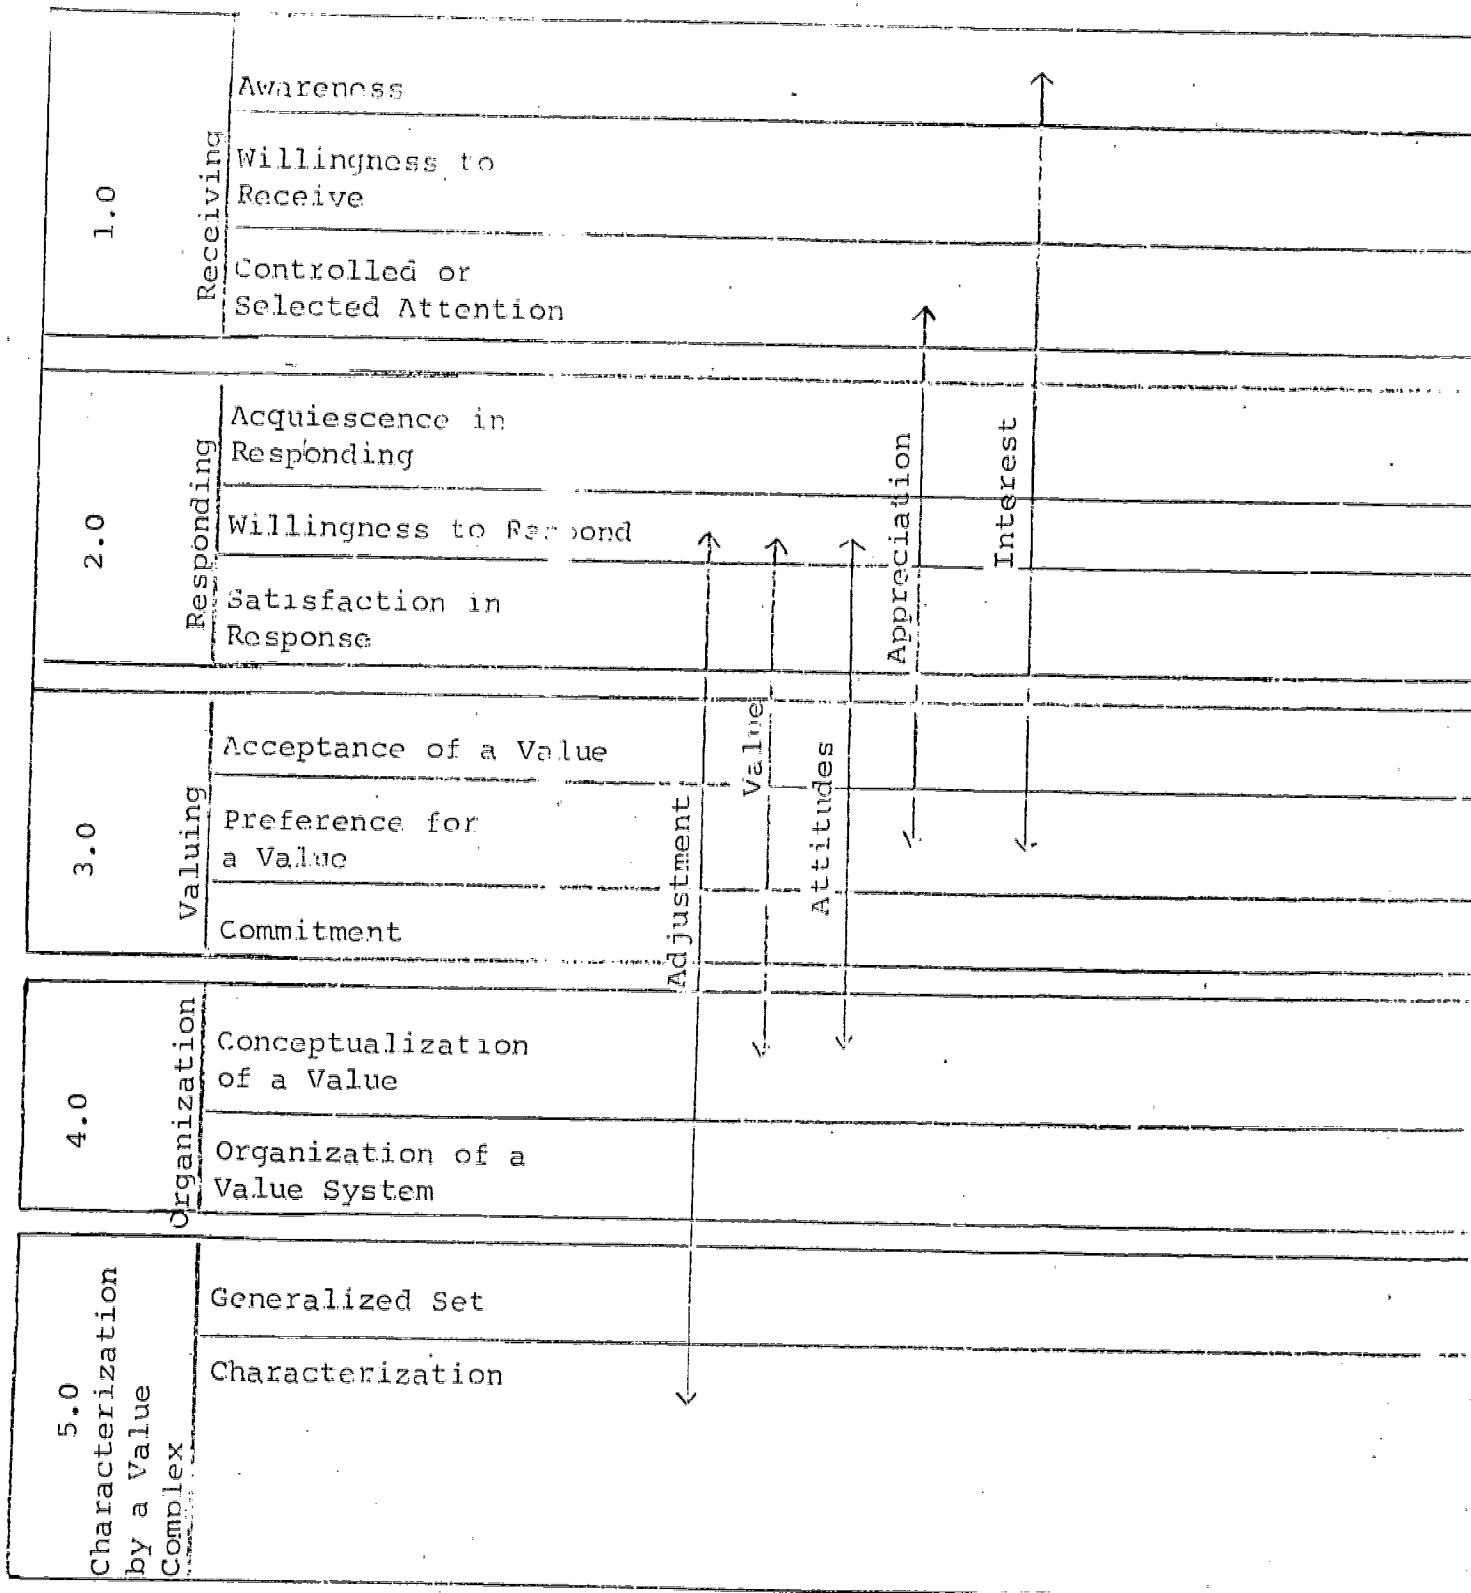 1.0
Receiving
Awareness
Willingness to
Receive
Controlled or
Selected Attention
2.0
Responding
Acquiescence in
Responding
Willingness to
Satisfaction in
Response
3.0
Valuing
Acceptance of a Value
Preference for
a Value
Commitment
4.0
Organization
Conceptualization
of a Value
Organization of a
Value System
5.0
Characterization
by a Value
Complex
Generalized Set
Characterization
Adjustment
Value
Attitudes
Appreciation
Interest